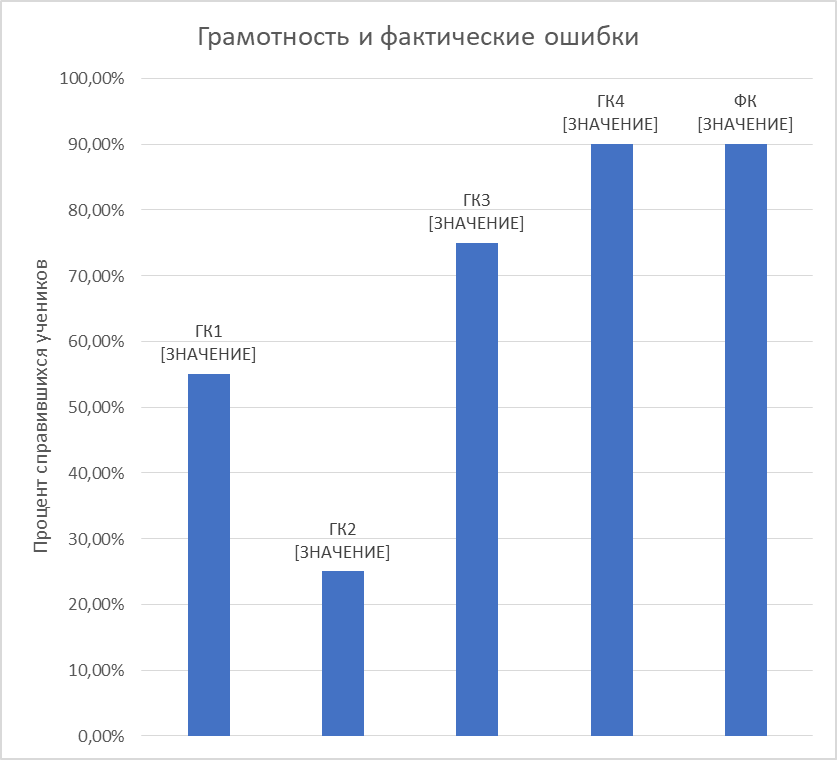 Грамотность и фактические ошибки
Процент справившихся учеников
100,00%
90,00%
80,00%
70,00%
60,00%
50,00%
40,00%
30,00%
20,00%
10,00%
0,00%
ГК1
[ЗНАЧЕНИЕ]
ГК2
[ЗНАЧЕНИЕ]
ГК3
[ЗНАЧЕНИЕ]
ГК4
[ЗНАЧЕНИЕ]
ФК
[ЗНАЧЕНИЕ]